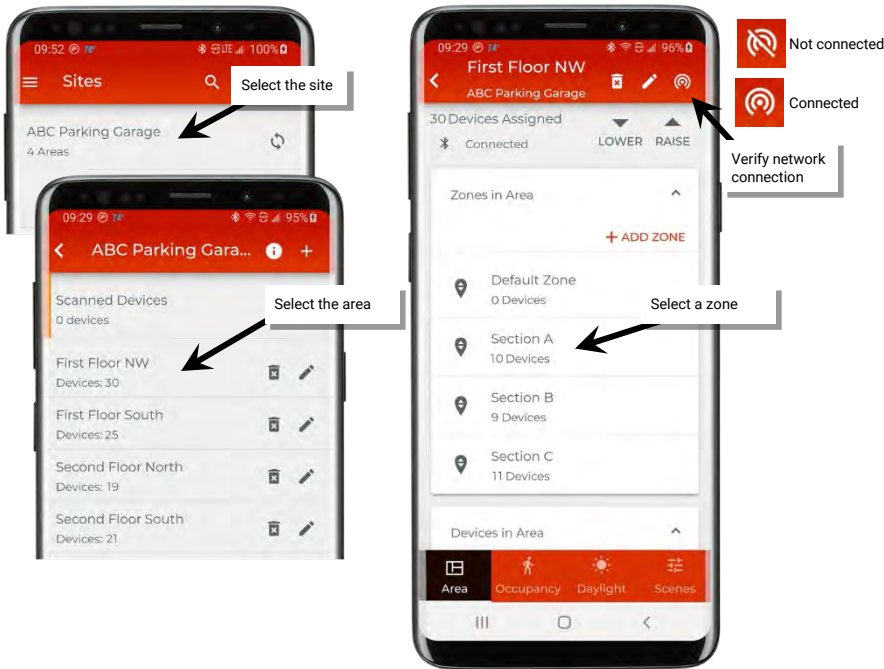 09:52 76°
LTE 100%
Sites
Select the site
ABC Parking Garage
4 Areas
09:29 74°
95%
ABC Parking Gara...
Scanned Devices
0 devices
Select the area
First Floor NW
Devices: 30
First Floor South
Devices: 25
Second Floor North
Devices: 19
Second Floor South
Devices: 21
09:29 74°
96%
First Floor NW
ABC Parking Garage
30 Devices Assigned
Connected
LOWER RAISE
Zones in Area
+ ADD ZONE
Default Zone
0 Devices
Select a zone
Section A
10 Devices
Section B
9 Devices
Section C
11 Devices
Devices in Area
Area Occupancy Daylight Scenes
Not connected
Connected
Verify network
connection